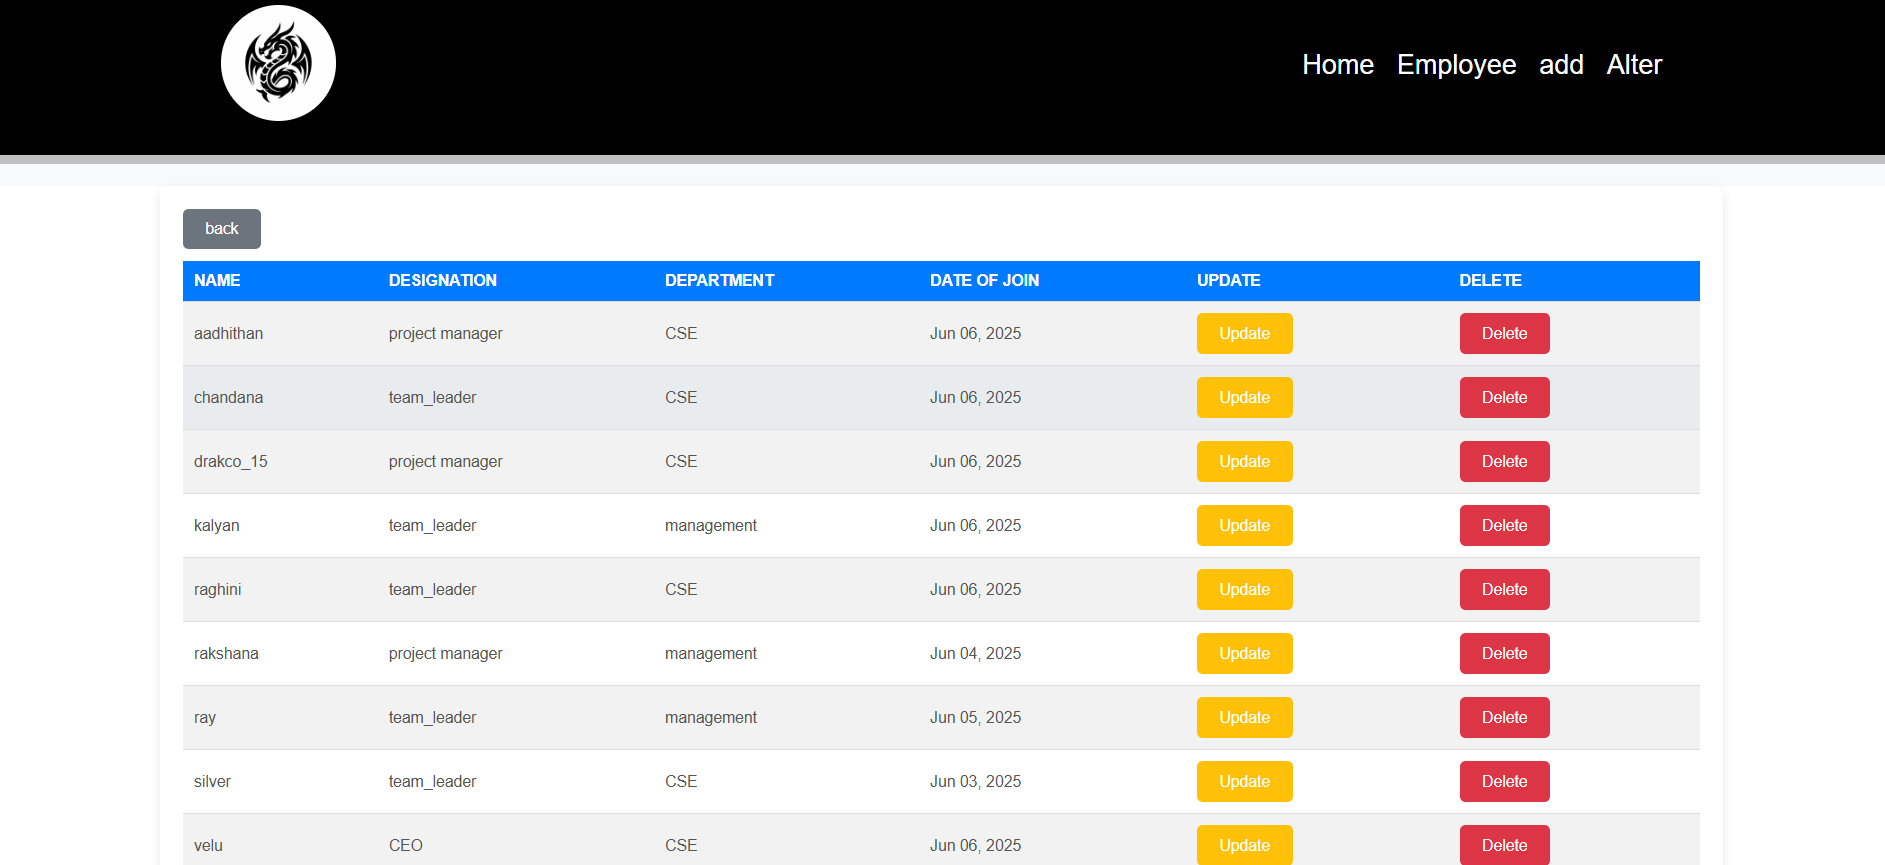 Home Employee add Alter
back
NAME DESIGNATION DEPARTMENT DATE OF JOIN UPDATE DELETE
aadhithan project manager CSE Jun 06, 2025 Update Delete
chandana team_leader CSE Jun 06, 2025 Update Delete
drakco_15 project manager CSE Jun 06, 2025 Update Delete
kalyan team_leader management Jun 06, 2025 Update Delete
raghini team_leader CSE Jun 06, 2025 Update Delete
rakshana project manager management Jun 04, 2025 Update Delete
ray team_leader management Jun 05, 2025 Update Delete
silver team_leader CSE Jun 03, 2025 Update Delete
velu CEO CSE Jun 06, 2025 Update Delete